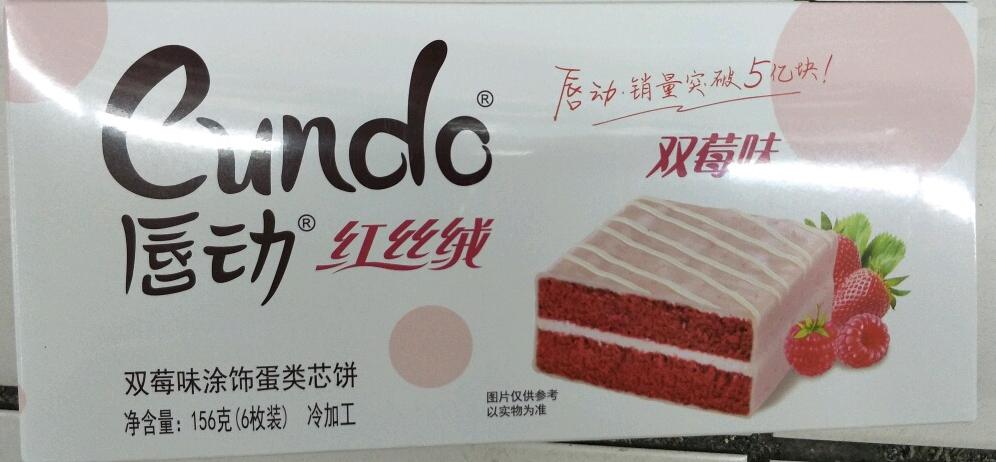 Cundo®
唇动·销量突破5亿块!
双莓味
唇动®
红丝绒
双莓味涂饰蛋类芯饼
净含量：156克(6枚装) 冷加工
图片仅供参考
以实物为准